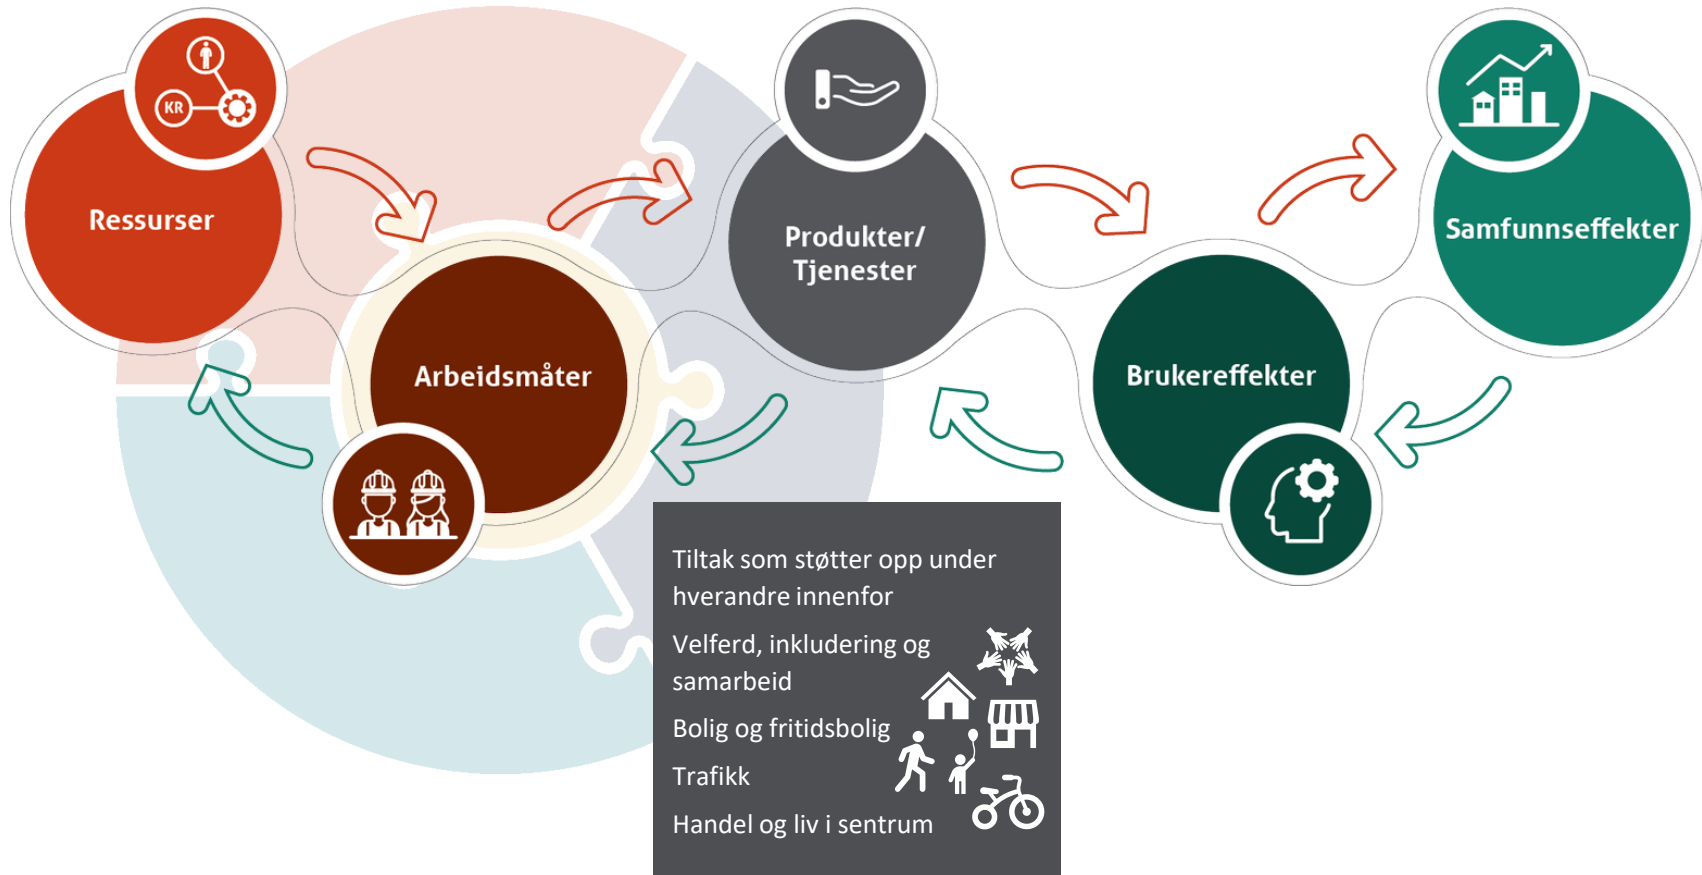 KR
Ressurser
Arbeidsmåter
Produkter/
Tjenester
Brukereffekter
Samfunnseffekter
Tiltak som støtter opp under
hverandre innenfor
Velferd, inkludering og
samarbeid
Bolig og fritidsbolig
Trafikk
Handel og liv i sentrum